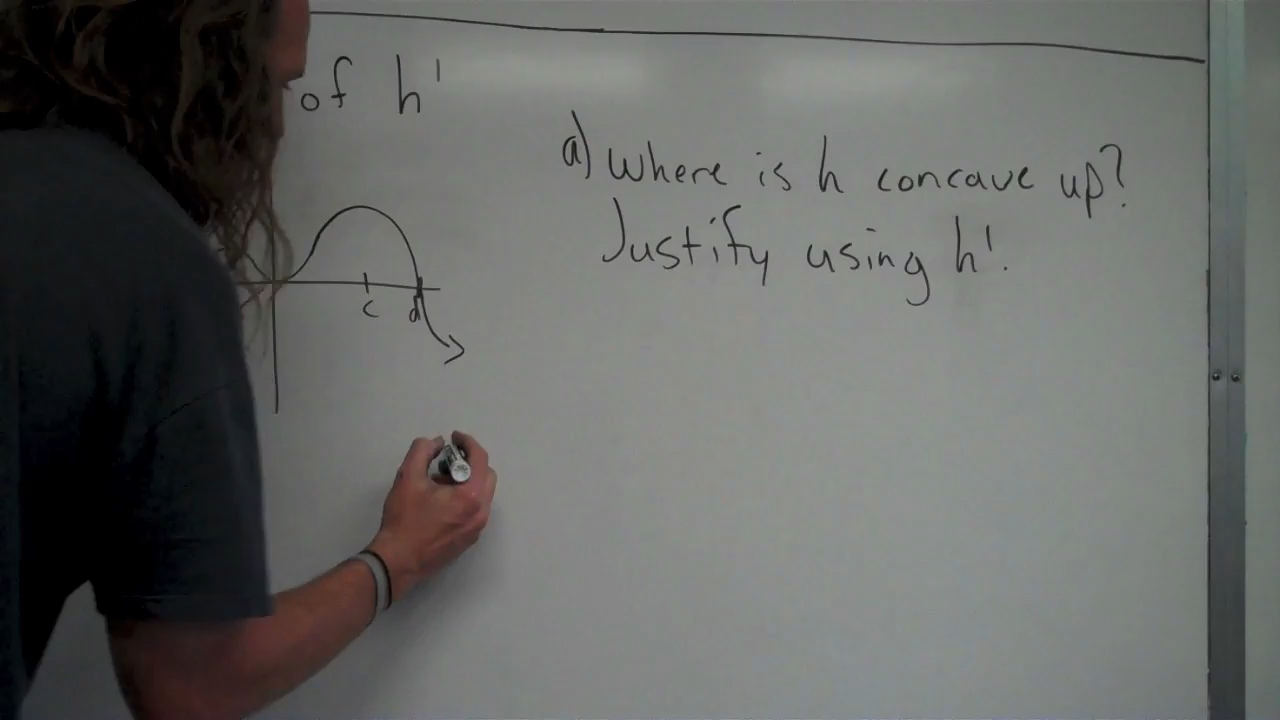 of h'
a) Where is h concave up?
Justify using h'.
c
d